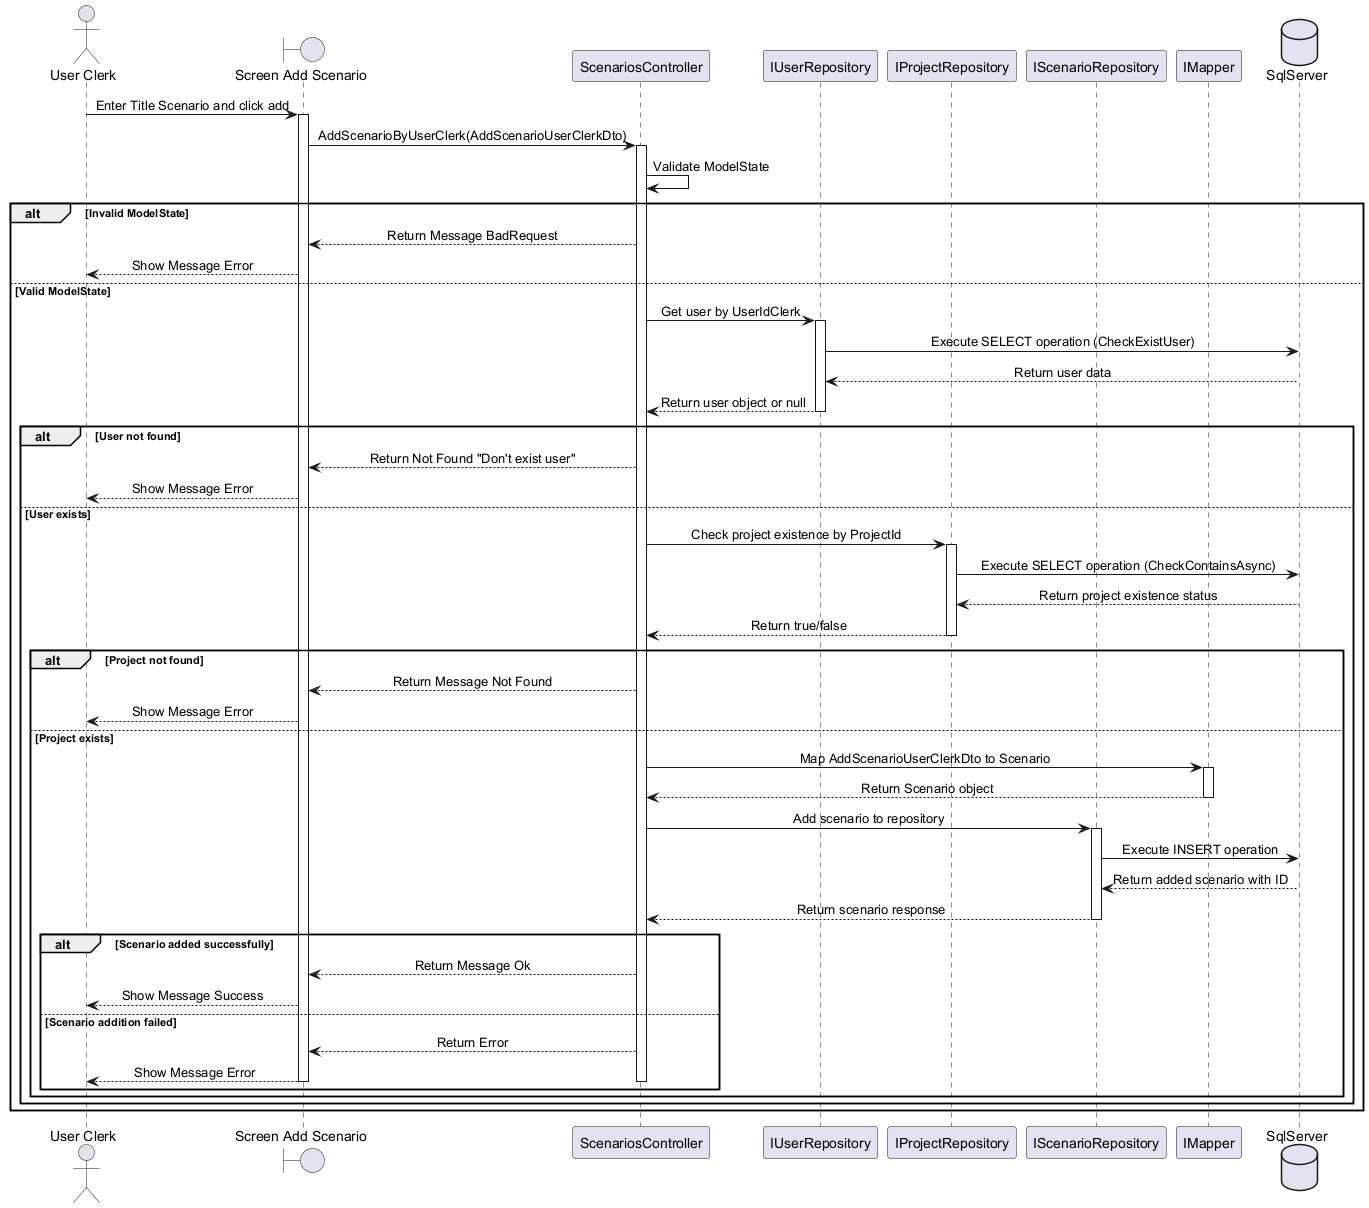 User Clerk
Screen Add Scenario
ScenariosController
IUserRepository
IProjectRepository
IScenarioRepository
IMapper
SqlServer
Enter Title Scenario and click add
AddScenarioByUserClerk(AddScenarioUserClerkDto)
Validate ModelState
alt [Invalid ModelState]
Return Message BadRequest
Show Message Error
[Valid ModelState]
Get user by UserIdClerk
Execute SELECT operation (CheckExistUser)
Return user data
Return user object or null
alt [User not found]
Return Not Found "Don't exist user"
Show Message Error
[User exists]
Check project existence by ProjectId
Execute SELECT operation (CheckContainsAsync)
Return project existence status
Return true/false
alt [Project not found]
Return Message Not Found
Show Message Error
[Project exists]
Map AddScenarioUserClerkDto to Scenario
Return Scenario object
Add scenario to repository
Execute INSERT operation
Return added scenario with ID
Return scenario response
alt [Scenario added successfully]
Return Message Ok
Show Message Success
[Scenario addition failed]
Return Error
Show Message Error
User Clerk
Screen Add Scenario
ScenariosController
IUserRepository
IProjectRepository
IScenarioRepository
IMapper
SqlServer